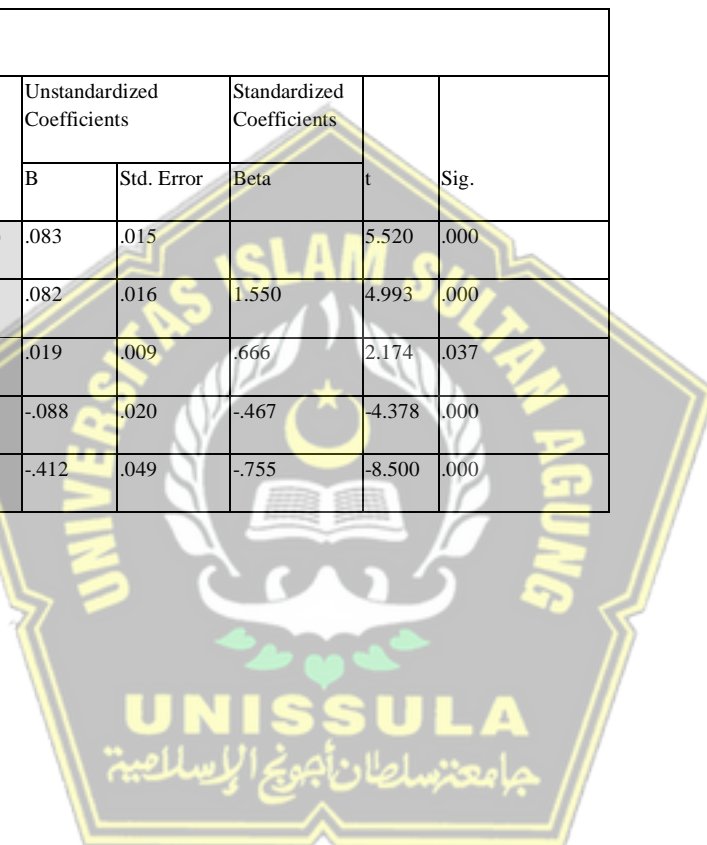 Unstandardized Standardized
Coefficients Coefficients
B Std. Error Beta t Sig.
.083 .015 5.520 .000
.082 .016 1.550 4.993 .000
.019 .009 .666 2.174 .037
-.088 .020 -.467 -4.378 .000
-.412 .049 -.755 -8.500 .000
UNIVERSITAS ISLAM SULTAN AGUNG
UNISSULA
جامعة سلطان أجونج الإسلامية